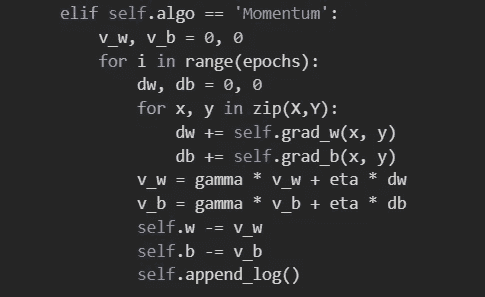 elif self.algo == 'Momentum':
v_w, v_b = 0, 0
for i in range(epochs):
dw, db = 0, 0
for x, y in zip(X,Y):
dw += self.grad_w(x, y)
db += self.grad_b(x, y)
v_w = gamma * v_w + eta * dw
v_b = gamma * v_b + eta * db
self.w -= v_w
self.b -= v_b
self.append_log()